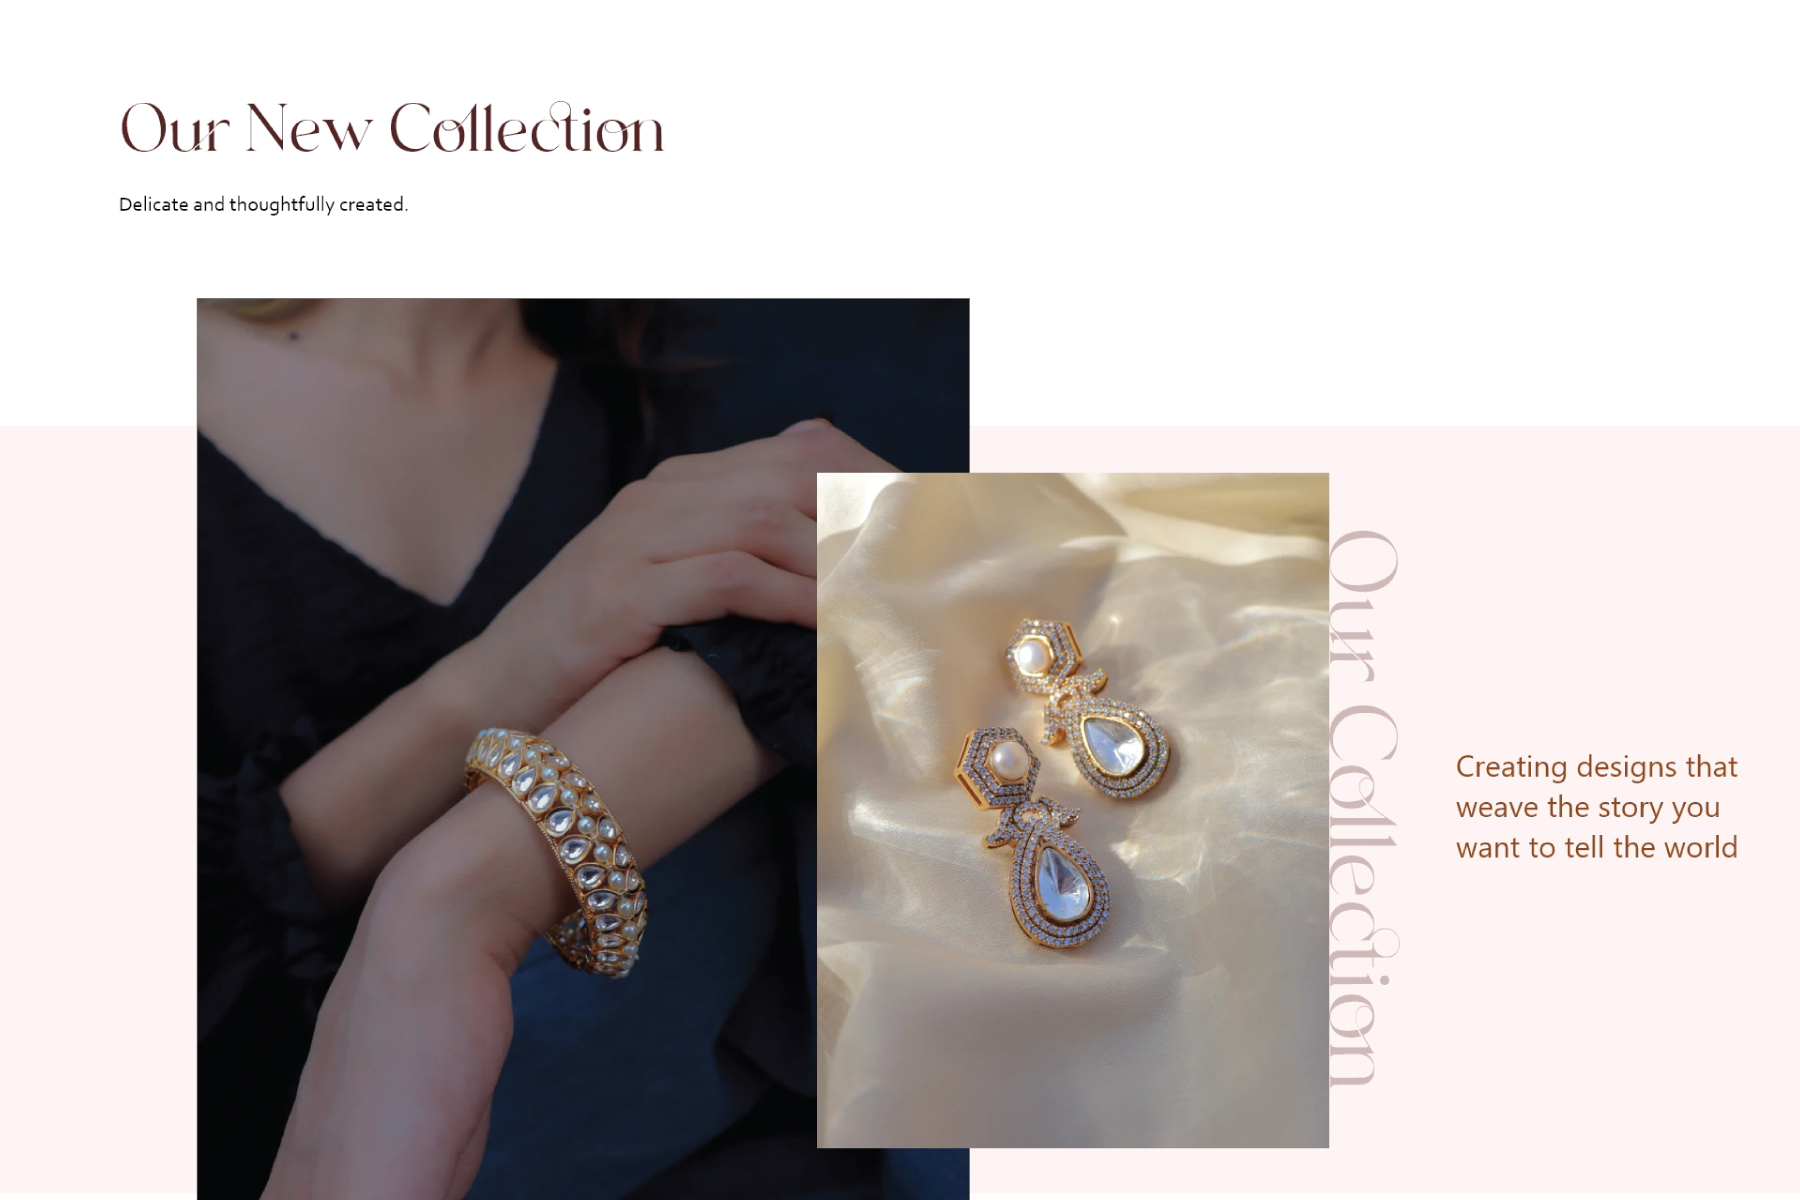 Our New Collection
Delicate and thoughtfully created.
Our Collection
Creating designs that
weave the story you
want to tell the world